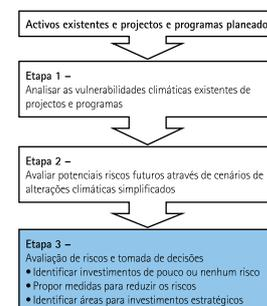 Activos existentes e projectos e programas planeado
Etapa 1 –
Analisar as vulnerabilidades climáticas existentes de
projectos e programas
Etapa 2 –
Avaliar potenciais riscos futuros através de cenários de
alterações climáticas simplificados
Etapa 3 –
Avaliação de riscos e tomada de decisões
• Identificar investimentos de pouco ou nenhum risco
• Propor medidas para reduzir os riscos
• Identificar áreas para investimentos estratégicos